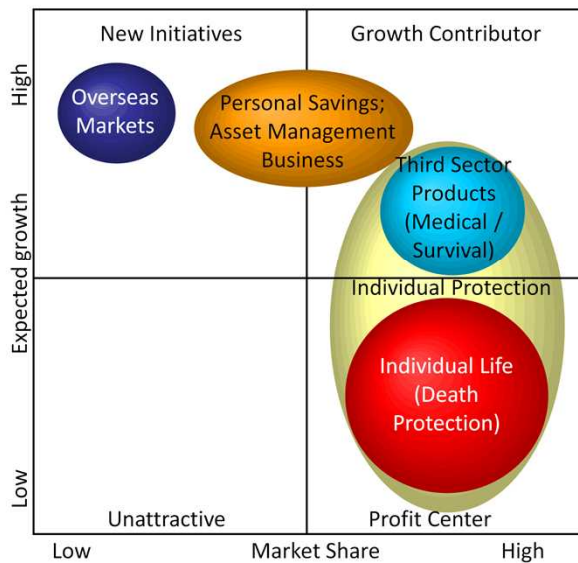 New Initiatives
Growth Contributor
High
Overseas
Markets
Personal Savings;
Asset Management
Business
Third Sector
Products
(Medical /
Survival)
Expected growth
Individual Protection
Individual Life
(Death
Protection)
Low
Unattractive
Profit Center
Low
Market Share
High